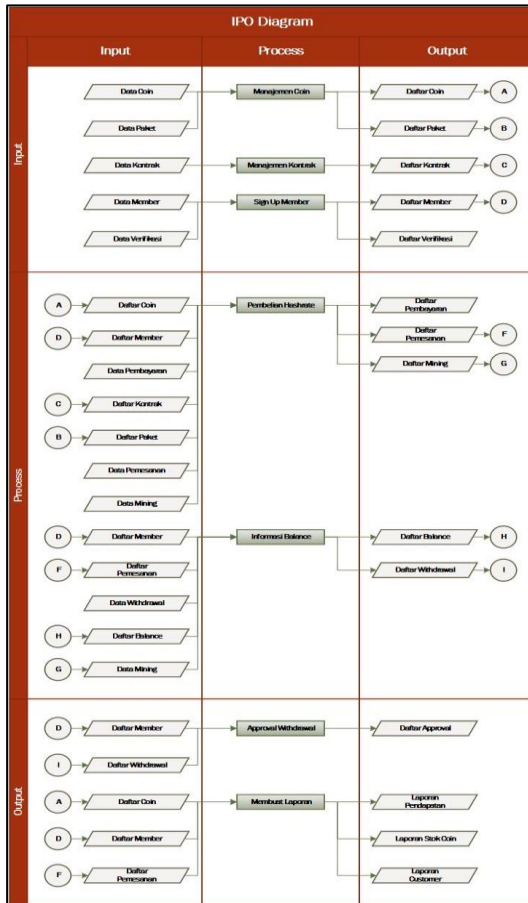 IPO Diagram
Input Process Output
Input
Data Coin Manajemen Coin Daftar Coin A
Data Paket Daftar Paket B
Data Kontrak Manajemen Kontrak Daftar Kontrak C
Data Member Sign Up Member Daftar Member D
Data Verifikasi Daftar Verifikasi
Process
A Daftar Coin Pembelian Hashrate Daftar
Pembayaran
D Daftar Member Daftar
Pemesanan F
Data Pembayaran Daftar Mining G
C Daftar Kontrak
B Daftar Paket
Data Pemesanan
Data Mining
D Daftar Member Informasi Balance Daftar Balance H
F Daftar
Pemesanan Daftar Withdrawal I
Data Withdrawal
H Daftar Balance
G Data Mining
Output
D Daftar Member Approval Withdrawal Daftar Approval
I Daftar Withdrawal
A Daftar Coin Membuat Laporan Laporan
Pendapatan
D Daftar Member Laporan Stok Coin
F Daftar
Pemesanan Laporan
Customer